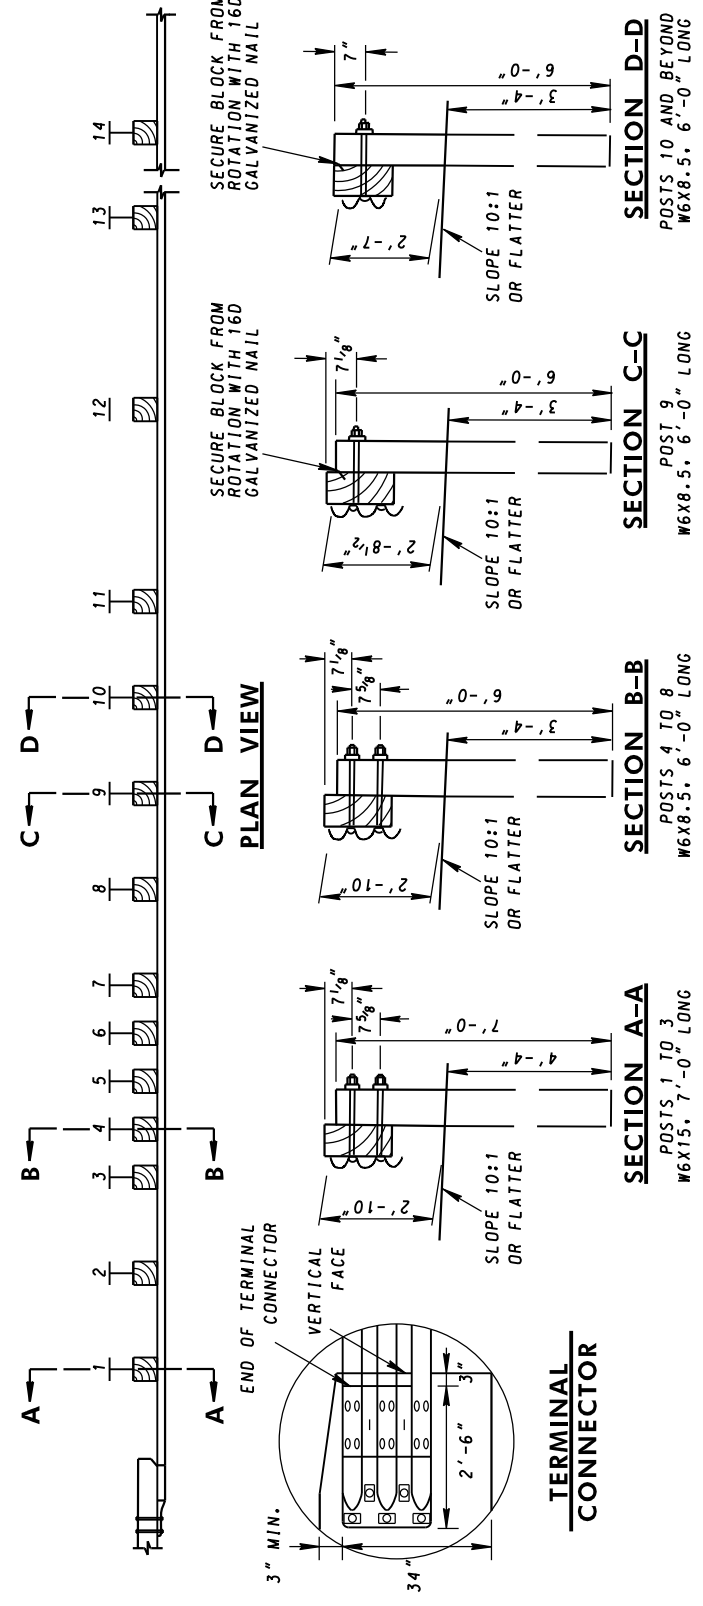 1
2
3
4
5
6
7
8
9
10
11
12
13
14
A
A
B
B
C
C
D
D
PLAN VIEW
END OF TERMINAL
CONNECTOR
VERTICAL
FACE
3" MIN.
34"
2'-6"
3"
TERMINAL
CONNECTOR
7 1/8"
7 5/8"
7'-0"
4'-4"
2'-10"
SLOPE 10:1
OR FLATTER
SECTION A-A
POSTS 1 TO 3
W6X15, 7'-0" LONG
7 1/8"
7 5/8"
6'-0"
3'-4"
2'-10"
SLOPE 10:1
OR FLATTER
SECTION B-B
POSTS 4 TO 8
W6X8.5, 6'-0" LONG
SECURE BLOCK FROM
ROTATION WITH 16D
GALVANIZED NAIL
7 1/8"
6'-0"
3'-4"
2'-8 1/2"
SLOPE 10:1
OR FLATTER
SECTION C-C
POST 9
W6X8.5, 6'-0" LONG
SECURE BLOCK FROM
ROTATION WITH 16D
GALVANIZED NAIL
7"
6'-0"
3'-4"
2'-7"
SLOPE 10:1
OR FLATTER
SECTION D-D
POSTS 10 AND BEYOND
W6X8.5, 6'-0" LONG